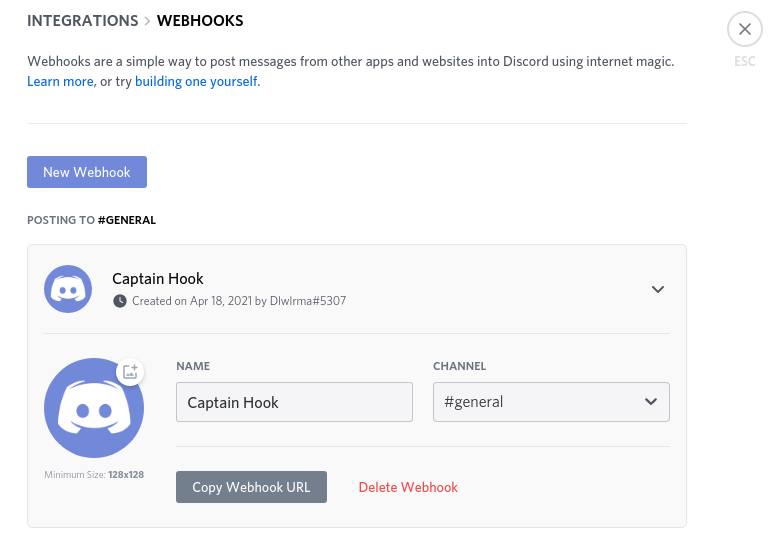 INTEGRATIONS > WEBHOOKS
ESC
Webhooks are a simple way to post messages from other apps and websites into Discord using internet magic.
Learn more, or try building one yourself.
New Webhook
POSTING TO #GENERAL
Captain Hook
Created on Apr 18, 2021 by Dlwlrma#5307
NAME
CHANNEL
Captain Hook
#general
Minimum Size: 128x128
Copy Webhook URL
Delete Webhook